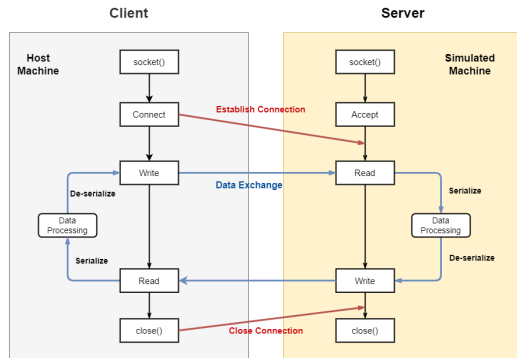 Client
Server
Host
Machine
socket()
socket()
Simulated
Machine
Connect
Establish Connection
Accept
Write
Data Exchange
Read
De-serialize
Serialize
Data
Processing
Data
Processing
Serialize
De-serialize
Read
Write
close()
Close Connection
close()